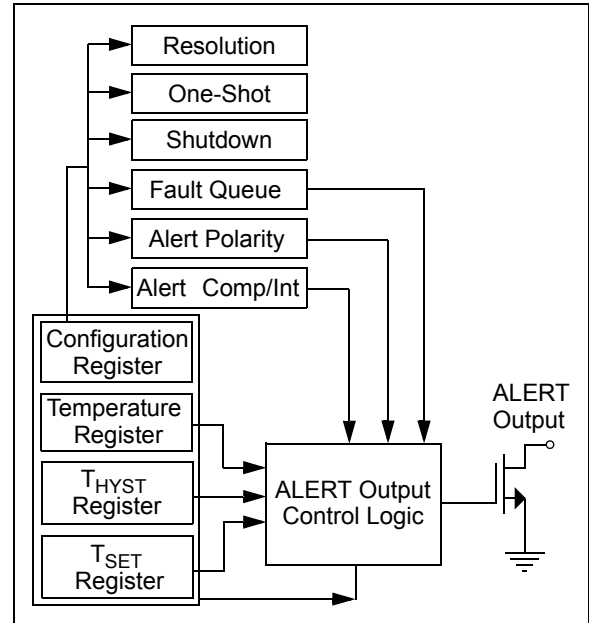 Resolution
One-Shot
Shutdown
Fault Queue
Alert Polarity
Alert Comp/Int
Configuration
Register
Temperature
Register
THYST
Register
TSET
Register
ALERT Output
Control Logic
ALERT
Output